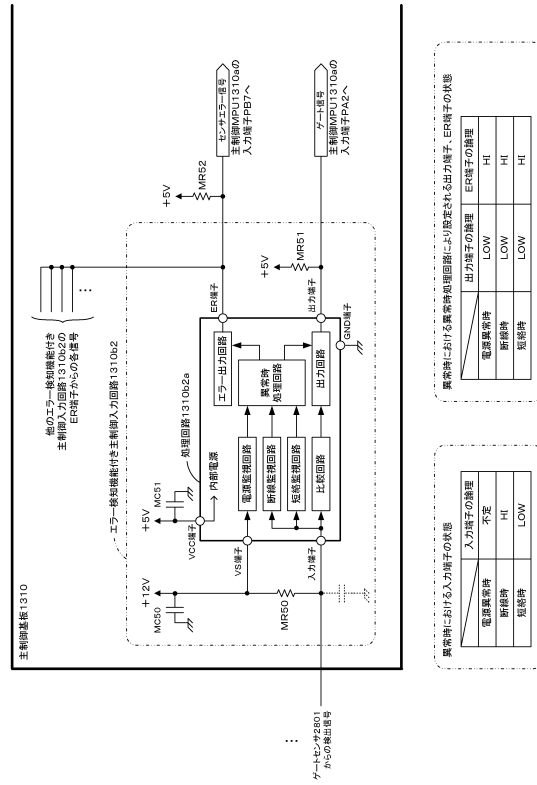 主制御基板1310
他のエラー検知機能付き
主制御入力回路1310b2の
ER端子からの各信号
⋯
+5V
MR52
センサエラー信号
主制御MPU1310aの
入力端子PB7へ
エラー検知機能付き主制御入力回路1310b2
+12V
MC50
+5V
MC51
VCC端子
処理回路1310b2a
内部電源
ER端子
+5V
MR51
ゲート信号
主制御MPU1310aの
入力端子PA2へ
VS端子
電源監視回路
断線監視回路
短絡監視回路
比較回路
エラー出力回路
異常時
処理回路
出力回路
出力端子
GND端子
MR50
入力端子
⋯
ゲートセンサ2801
からの検出信号
異常時における入力端子の状態
入力端子の論理
電源異常時 不定
断線時 HI
短絡時 LOW
異常時における異常時処理回路により設定される出力端子、ER端子の状態
出力端子の論理 ER端子の論理
電源異常時 LOW HI
断線時 LOW HI
短絡時 LOW HI